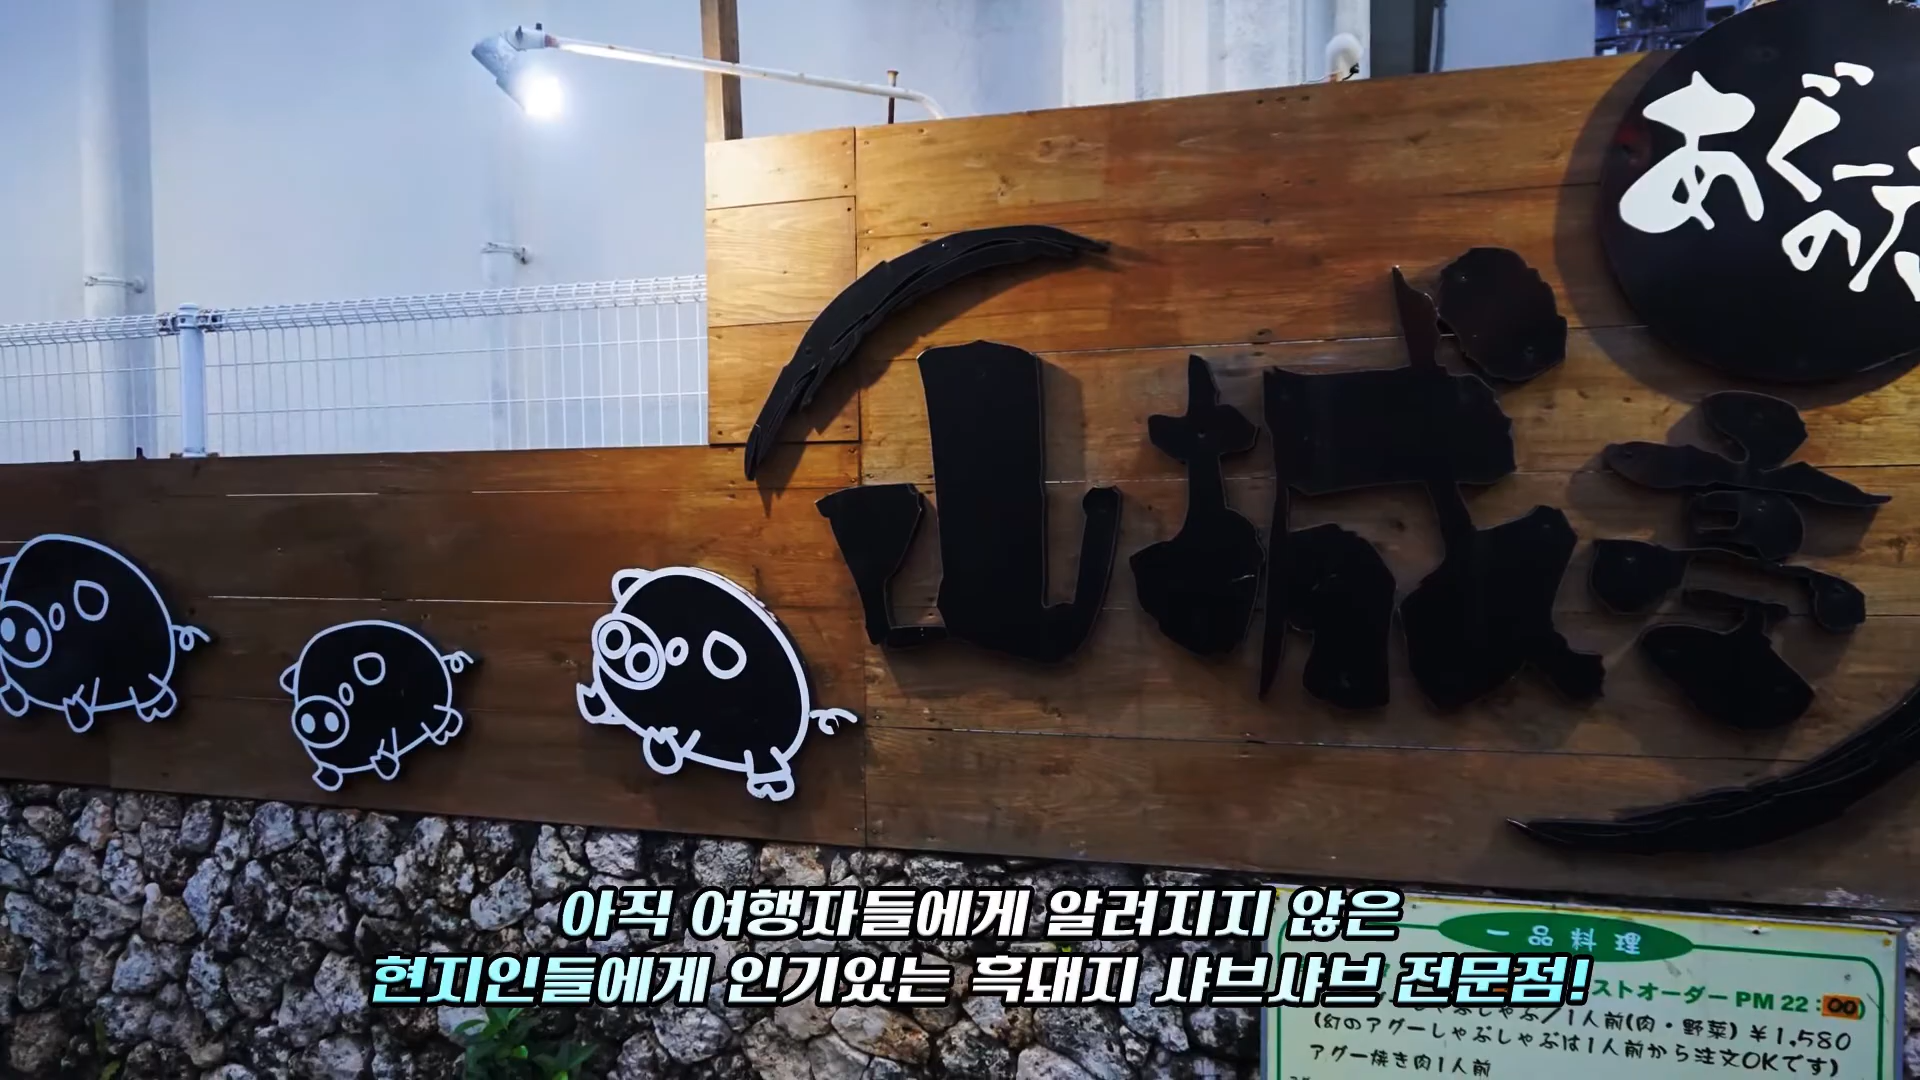 あぐーの店
山城亭
아직 여행자들에게 알려지지 않은
현지인들에게 인기있는 흑돼지 샤브샤브 전문점!
一品料理
ストオーダー PM 22:00)
しゃぶしゃぶ/1人前(肉・野菜) ¥1,580
(幻のアグーしゃぶしゃぶは1人前から注文OKです)
アグー焼き肉1人前